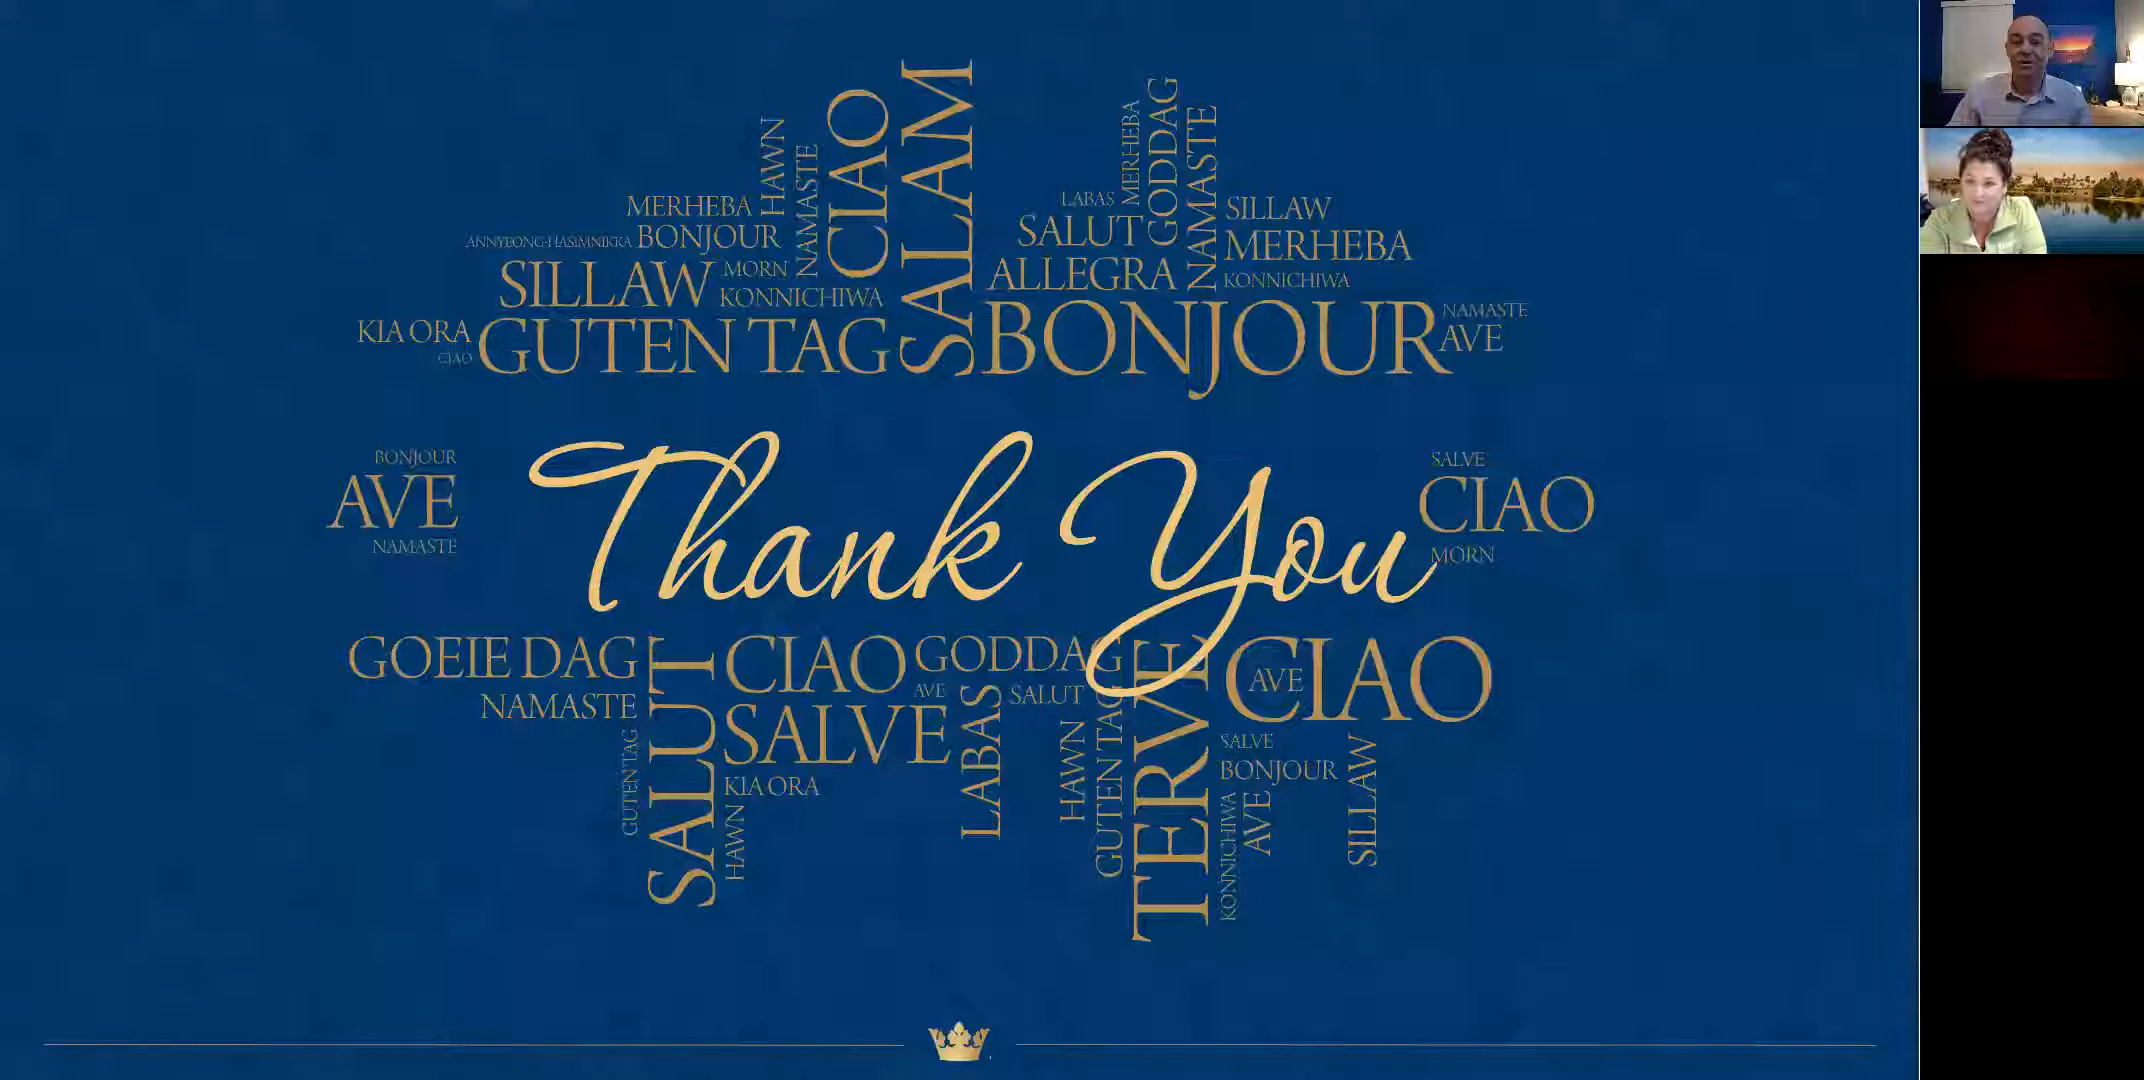 SALAM
CIAO
HAWN
NAMASTE
MERHEBA
GODDAG
NAMASTE
LABAS
MERHEBA
SILLAW
ANNYEONG-HASIMNIKKA
BONJOUR
SALUT
MERHEBA
SILLAW
MORN
ALLEGRA
KONNICHIWA
KONNICHIWA
KIA ORA
GUTEN TAG
BONJOUR
NAMASTE
AVE
CIAO
BONJOUR
AVE
NAMASTE
Thank You
SALVE
CIAO
MORN
GOEIE DAG
SALUT
CIAO
GODDAG
TERVE
CIAO
AVE
NAMASTE
AVE
SALUT
SALVE
LABAS
GUTEN TAG
KIA ORA
HAWN
HAWN
GUTEN TAG
SALVE
BONJOUR
KONNICHIWA
AVE
SILLAW